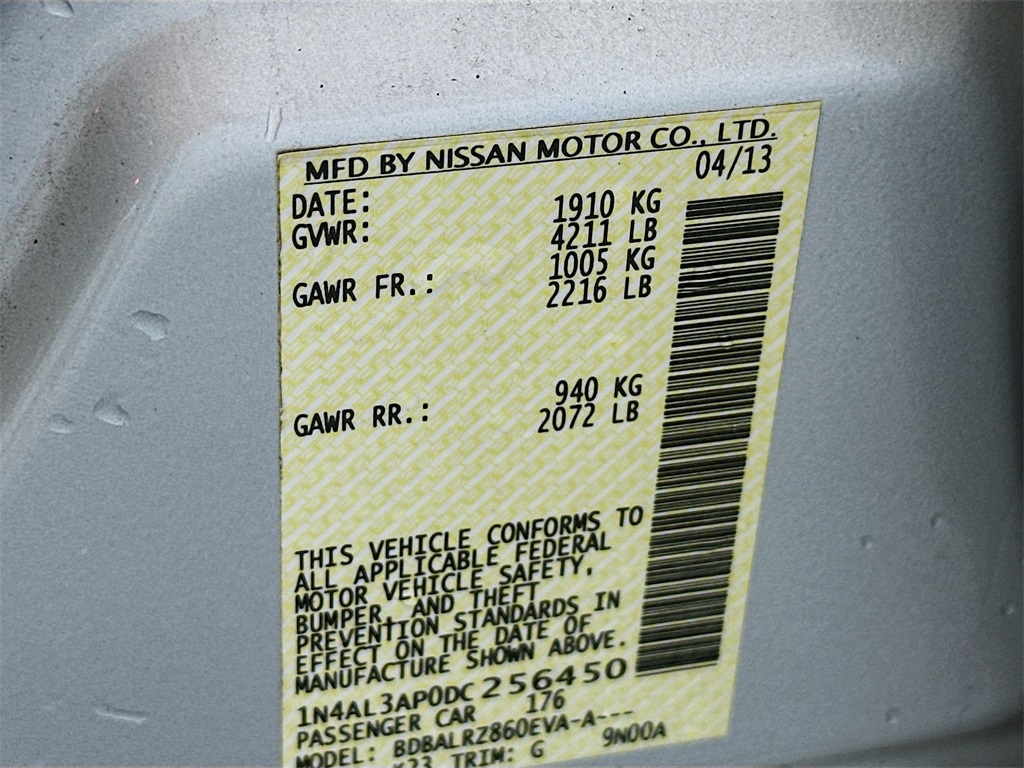 MFD BY NISSAN MOTOR CO., LTD.
04/13
DATE:
1910 KG
GVWR:
4211 LB
1005 KG
GAWR FR.:
2216 LB
940 KG
GAWR RR.:
2072 LB
THIS VEHICLE CONFORMS TO
ALL APPLICABLE FEDERAL
MOTOR VEHICLE SAFETY,
BUMPER, AND THEFT
PREVENTION STANDARDS IN
EFFECT ON THE DATE OF
MANUFACTURE SHOWN ABOVE.
1N4AL3AP0DC256450
PASSENGER CAR 176
MODEL: BDBALRZ860EVA-A---
K23 TRIM: G 9N00A